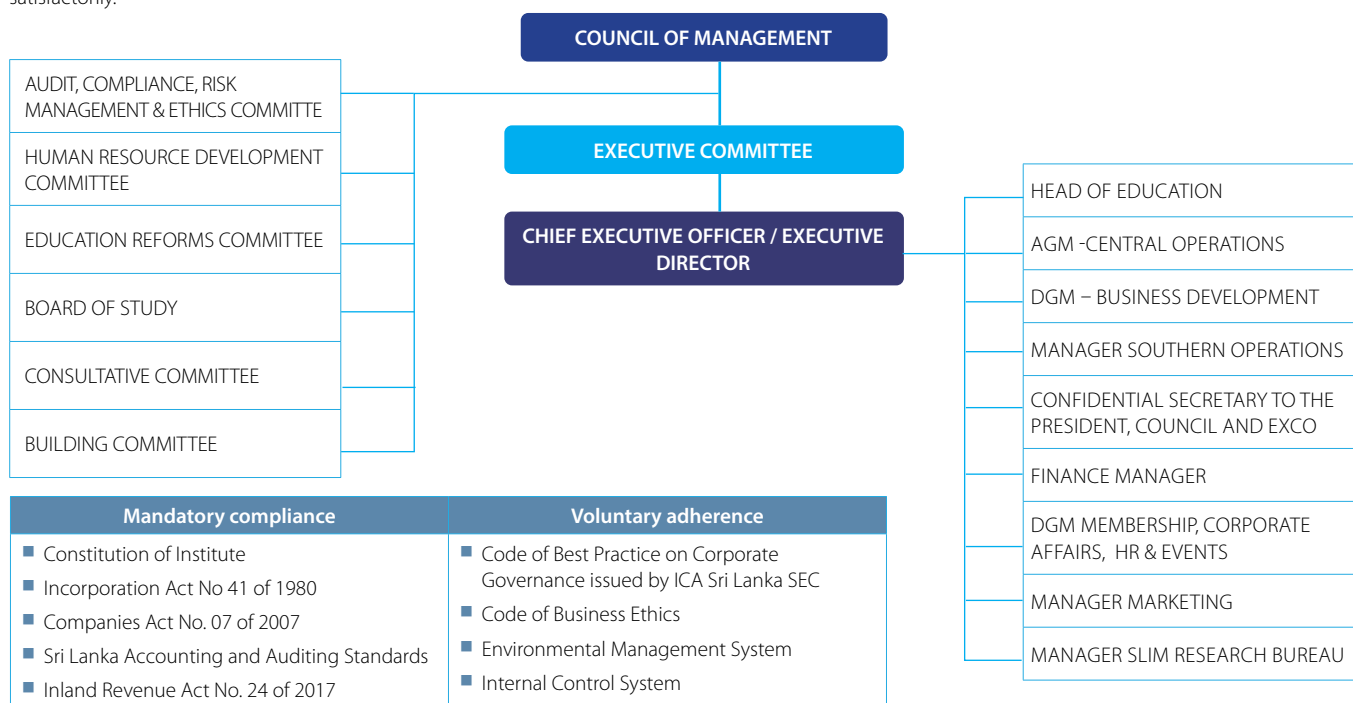 satisfactorily.
COUNCIL OF MANAGEMENT
EXECUTIVE COMMITTEE
CHIEF EXECUTIVE OFFICER / EXECUTIVE
DIRECTOR
AUDIT, COMPLIANCE, RISK
MANAGEMENT & ETHICS COMMITTE
HUMAN RESOURCE DEVELOPMENT
COMMITTEE
EDUCATION REFORMS COMMITTEE
BOARD OF STUDY
CONSULTATIVE COMMITTEE
BUILDING COMMITTEE
HEAD OF EDUCATION
AGM -CENTRAL OPERATIONS
DGM – BUSINESS DEVELOPMENT
MANAGER SOUTHERN OPERATIONS
CONFIDENTIAL SECRETARY TO THE
PRESIDENT, COUNCIL AND EXCO
FINANCE MANAGER
DGM MEMBERSHIP, CORPORATE
AFFAIRS, HR & EVENTS
MANAGER MARKETING
MANAGER SLIM RESEARCH BUREAU
Mandatory compliance
■ Constitution of Institute
■ Incorporation Act No 41 of 1980
■ Companies Act No. 07 of 2007
■ Sri Lanka Accounting and Auditing Standards
■ Inland Revenue Act No. 24 of 2017
Voluntary adherence
■ Code of Best Practice on Corporate
Governance issued by ICA Sri Lanka SEC
■ Code of Business Ethics
■ Environmental Management System
■ Internal Control System